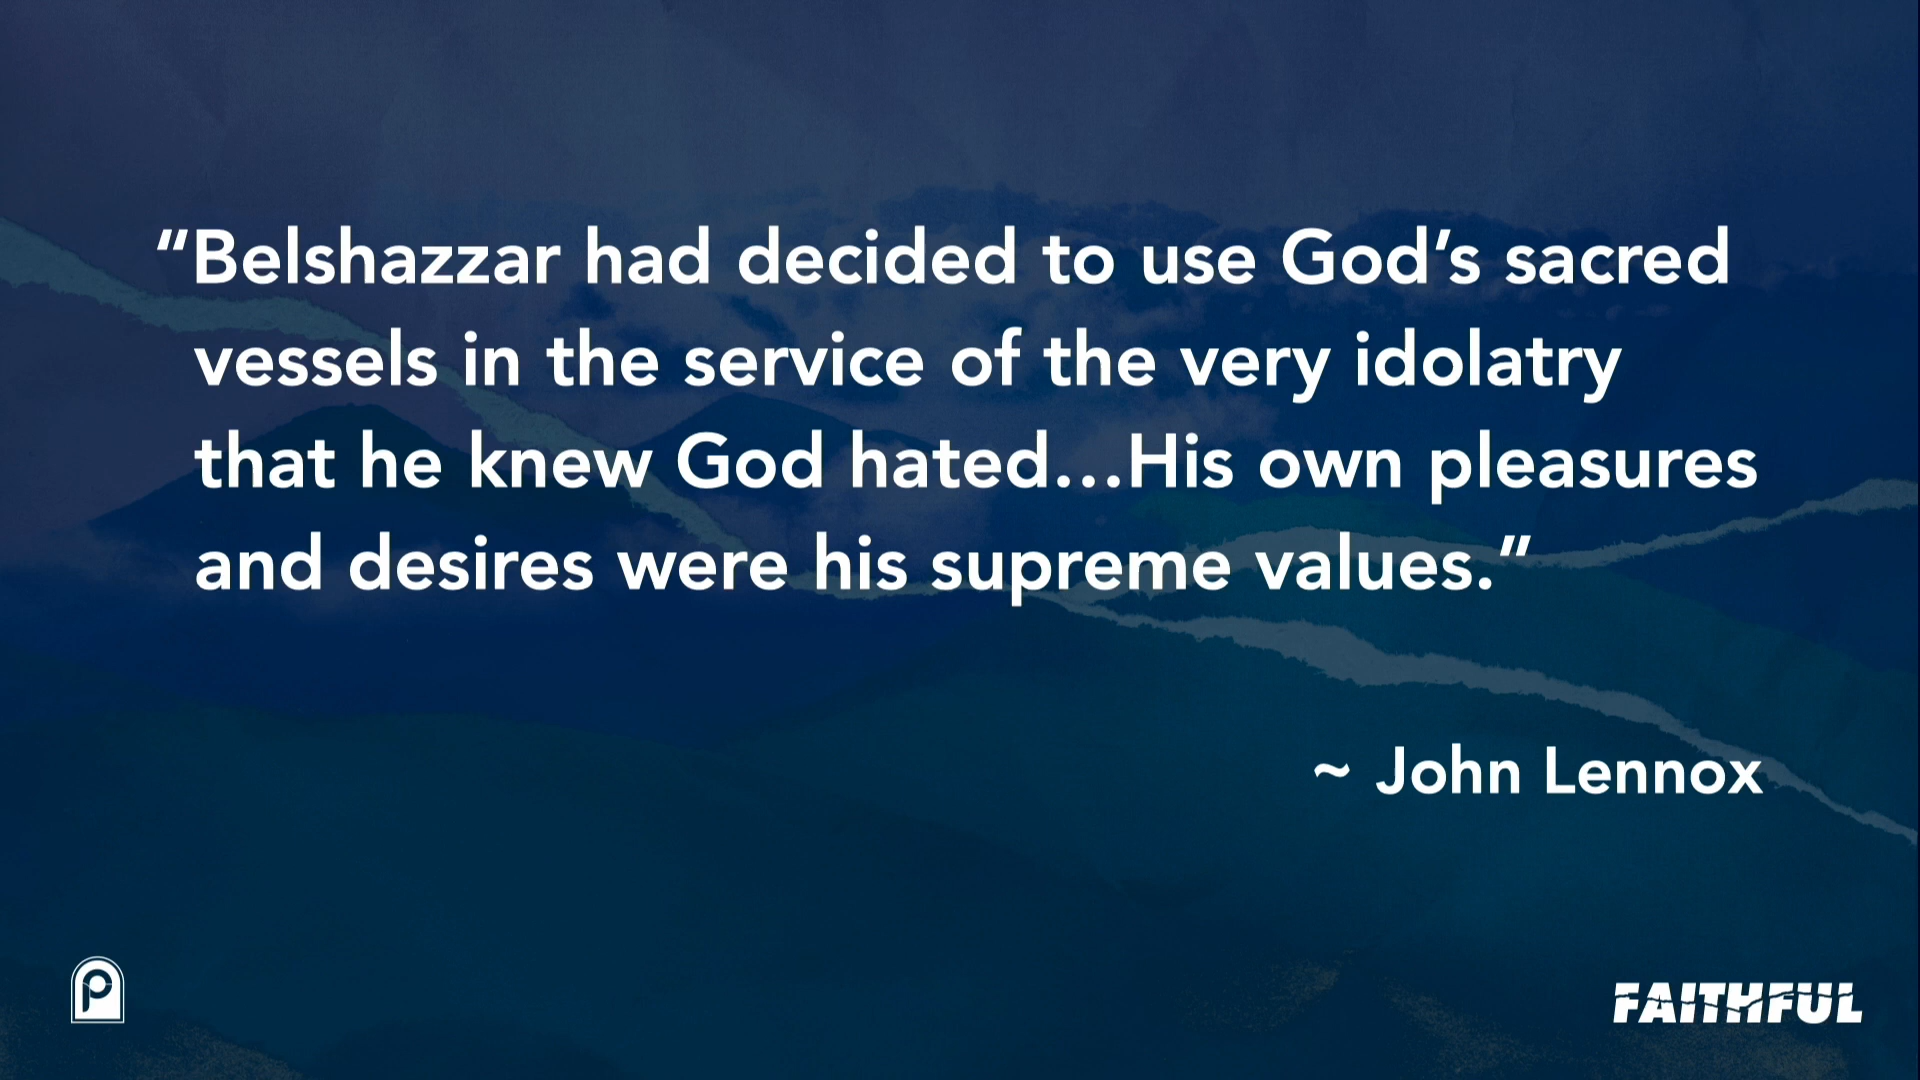 “Belshazzar had decided to use God’s sacred
vessels in the service of the very idolatry
that he knew God hated…His own pleasures
and desires were his supreme values.”
~ John Lennox
P
FAITHFUL